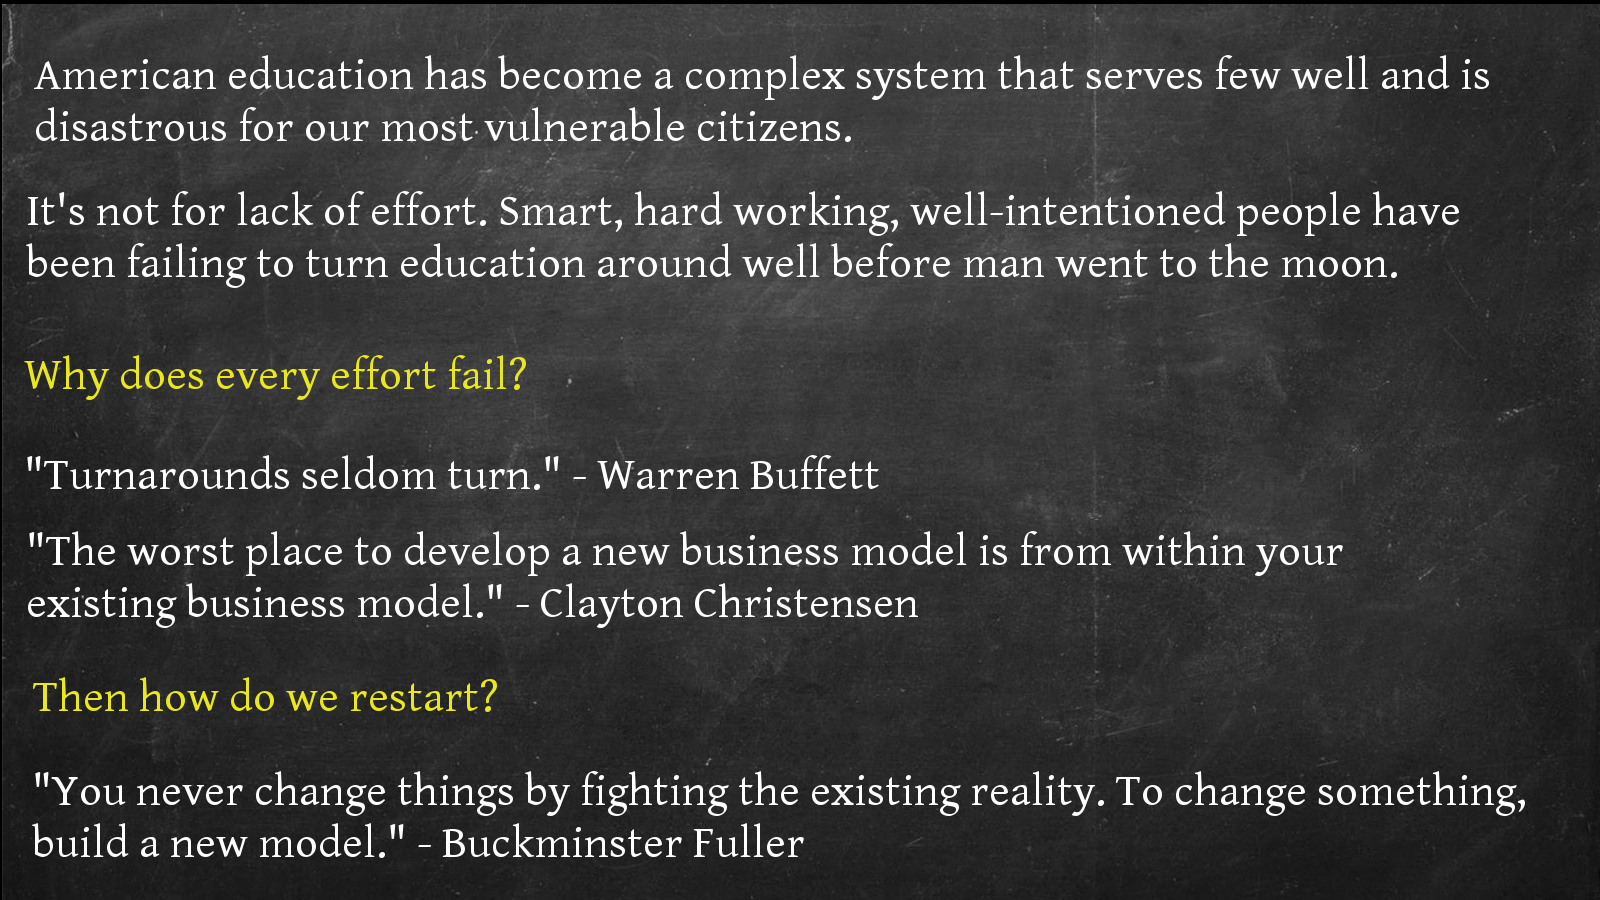 American education has become a complex system that serves few well and is
disastrous for our most vulnerable citizens.
It's not for lack of effort. Smart, hard working, well-intentioned people have
been failing to turn education around well before man went to the moon.
Why does every effort fail?
"Turnarounds seldom turn." - Warren Buffett
"The worst place to develop a new business model is from within your
existing business model." - Clayton Christensen
Then how do we restart?
"You never change things by fighting the existing reality. To change something,
build a new model." - Buckminster Fuller